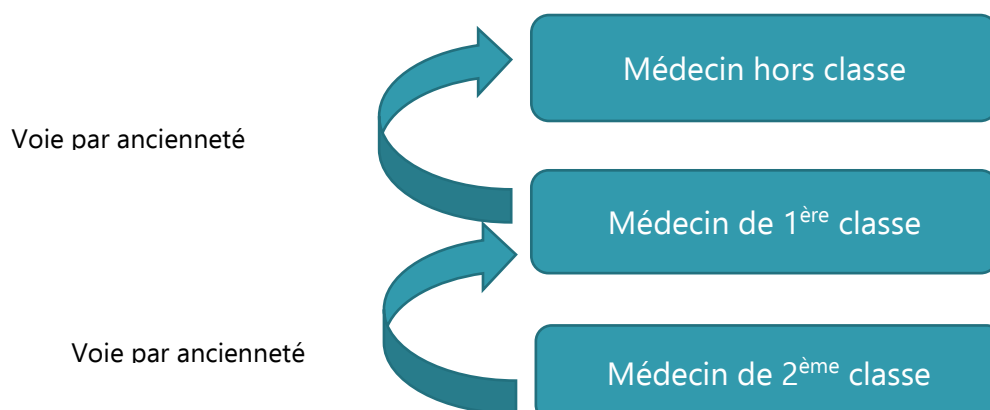 Médecin hors classe
Voie par ancienneté
Médecin de 1ère classe
Voie par ancienneté
Médecin de 2ème classe